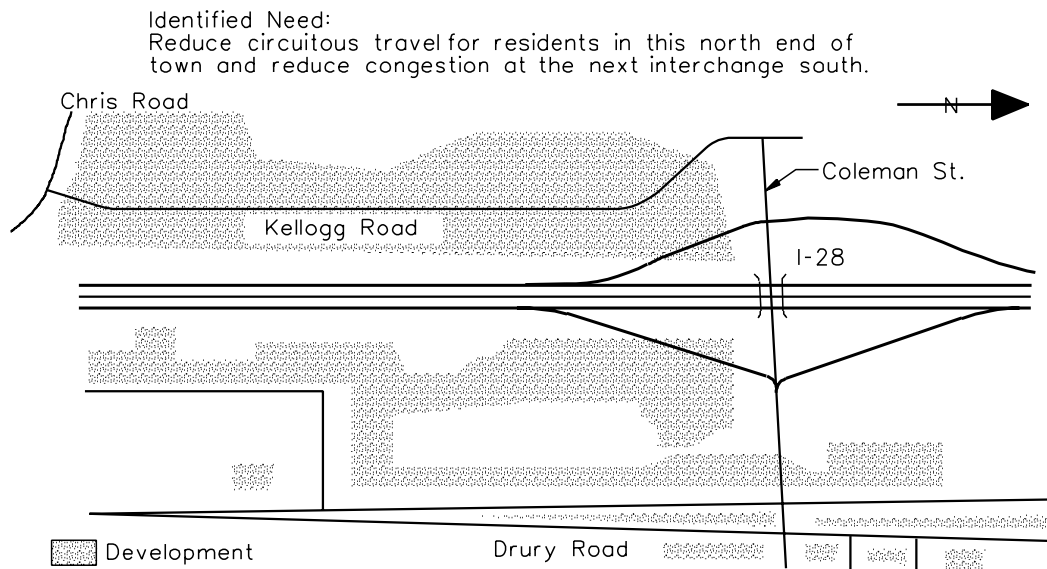 Identified Need:
Reduce circuitous travel for residents in this north end of
town and reduce congestion at the next interchange south.
Chris Road
N
Coleman St.
Kellogg Road
I-28
Development
Drury Road